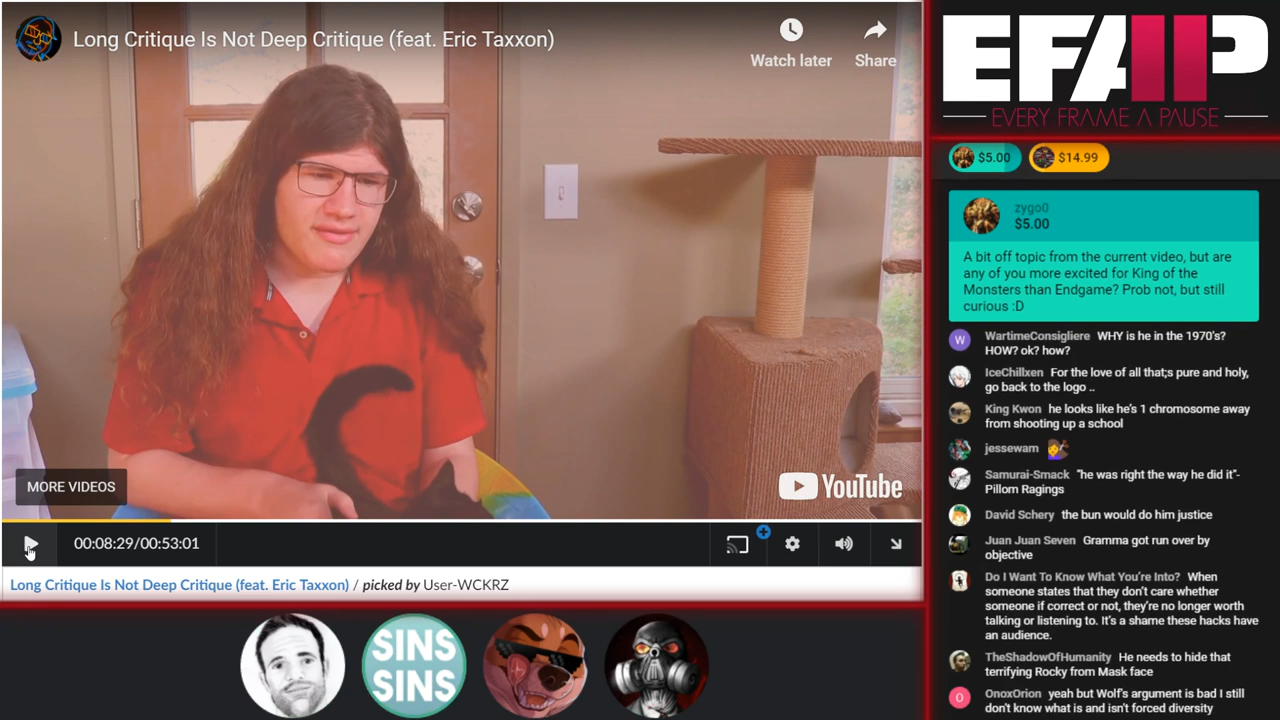 Long Critique Is Not Deep Critique (feat. Eric Taxxon)
Watch later
Share
MORE VIDEOS
YouTube
00:08:29/00:53:01
Long Critique Is Not Deep Critique (feat. Eric Taxxon) / picked by User-WCKRZ
SINS
SINS
EFAP
EVERY FRAME A PAUSE
$5.00
$14.99
zygo0
$5.00
A bit off topic from the current video, but are
any of you more excited for King of the
Monsters than Endgame? Prob not, but still
curious :D
W
WartimeConsigliere WHY is he in the 1970's?
HOW? ok? how?
IceChillxen For the love of all that;s pure and holy,
go back to the logo ..
King Kwon he looks like he's 1 chromosome away
from shooting up a school
jessewam
Samurai-Smack "he was right the way he did it"-
Pillom Ragings
David Schery the bun would do him justice
Juan Juan Seven Gramma got run over by
objective
Do I Want To Know What You're Into? When
someone states that they don't care whether
someone if correct or not, they're no longer worth
talking or listening to. It's a shame these hacks have
an audience.
TheShadowOfHumanity He needs to hide that
terrifying Rocky from Mask face
O
OnoxOrion yeah but Wolf's argument is bad I still
don't know what is and isn't forced diversity